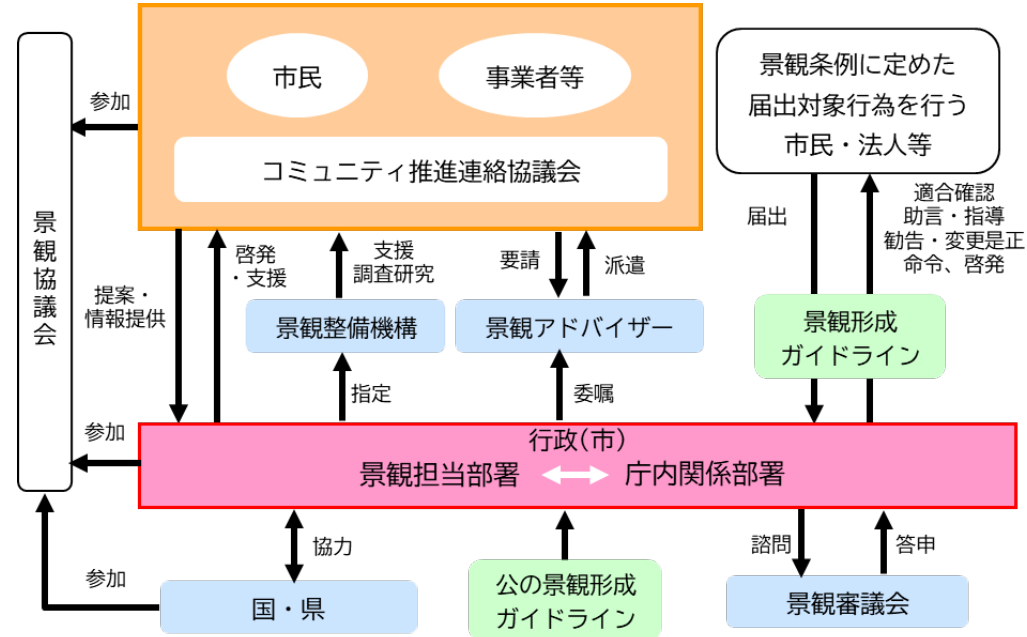 市民
事業者等
コミュニティ推進連絡協議会
景観条例に定めた
届出対象行為を行う
市民・法人等
参加
景観協議会
提案・
情報提供
啓発
・支援
支援
調査研究
要請
派遣
届出
適合確認
助言・指導
勧告・変更是正
命令、啓発
景観整備機構
景観アドバイザー
景観形成
ガイドライン
指定
委嘱
参加
行政(市)
景観担当部署
庁内関係部署
協力
諮問
答申
参加
国・県
公の景観形成
ガイドライン
景観審議会